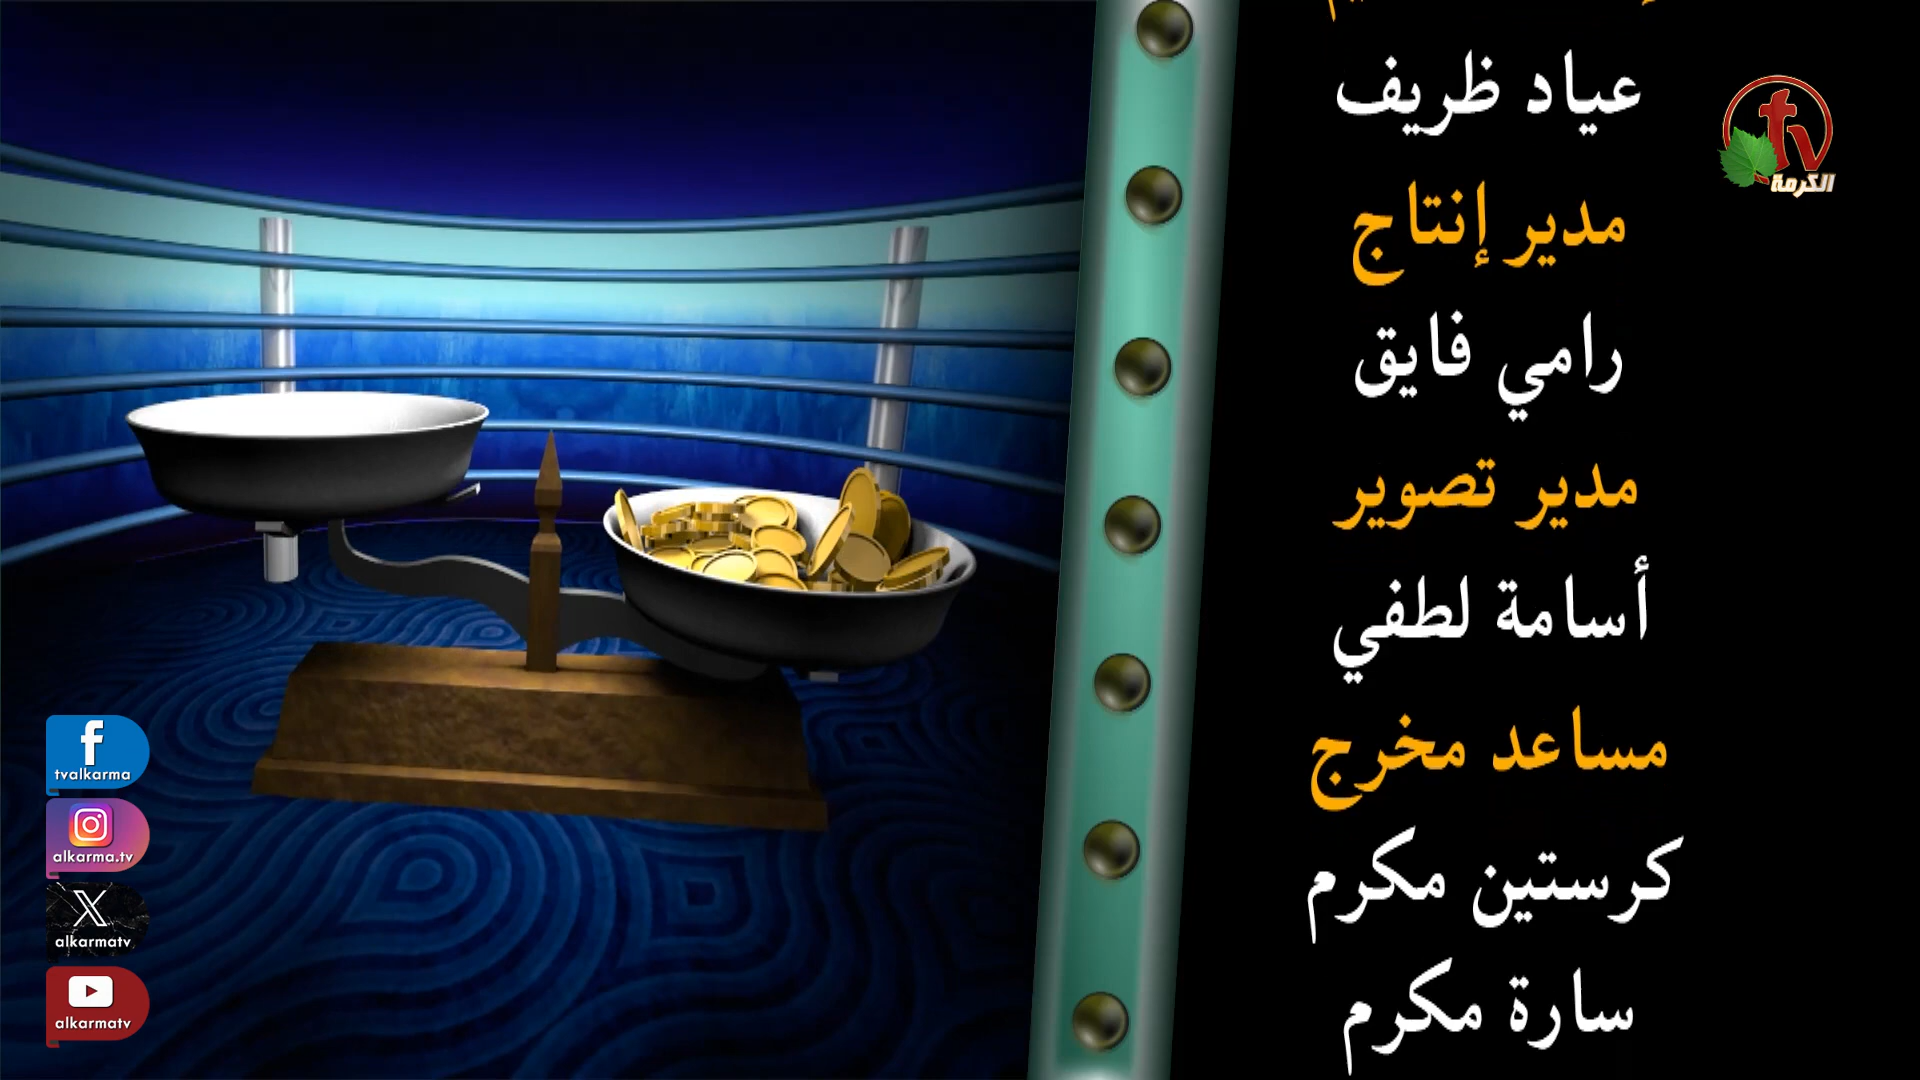 عياد ظريف
مدير إنتاج
رامي فايق
مدير تصوير
أسامة لطفي
مساعد مخرج
كرستين مكرم
سارة مكرم
tv
الكرمة
f
tvalkarma
alkarma.tv
X
alkarmatv
alkarmatv